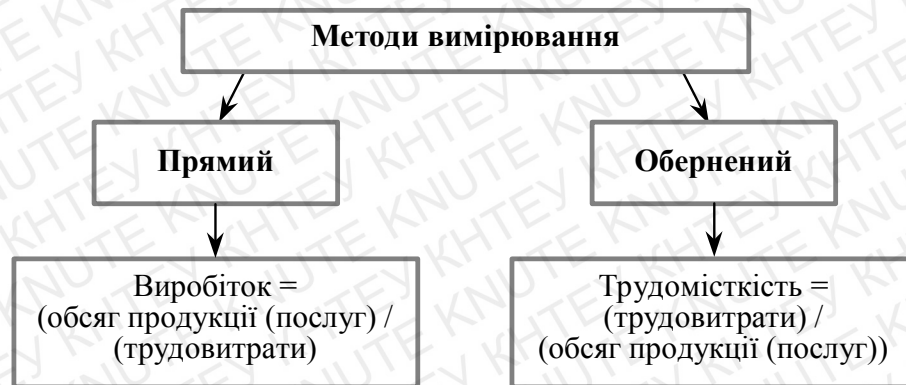 Методи вимірювання
Прямий
Обернений
Виробіток =
(обсяг продукції (послуг) /
(трудовитрати)
Трудомісткість =
(трудовитрати) /
(обсяг продукції (послуг))